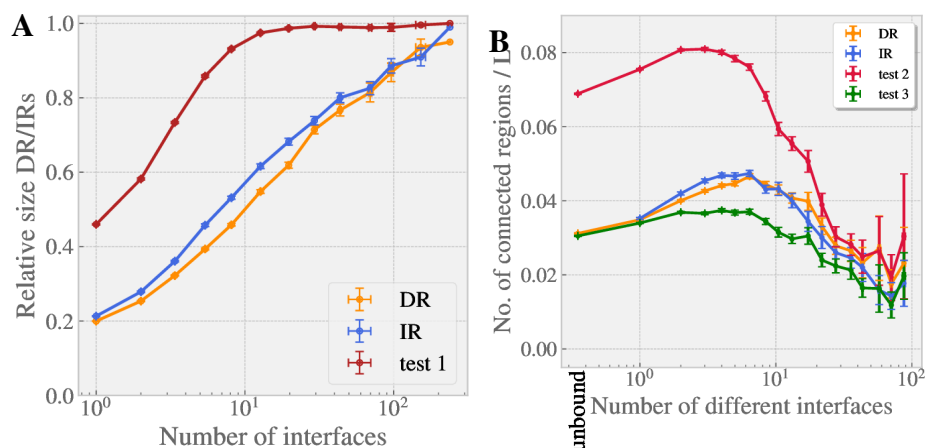 A
Relative size DR/IRs
1.0
0.8
0.6
0.4
0.2
0.0
DR
IR
test 1
10⁰
10¹
10²
Number of interfaces
B
No. of connected regions /
0.08
0.06
0.04
0.02
0.00
DR
IR
test 2
test 3
unbound
10⁰
10¹
10²
Number of different interfaces